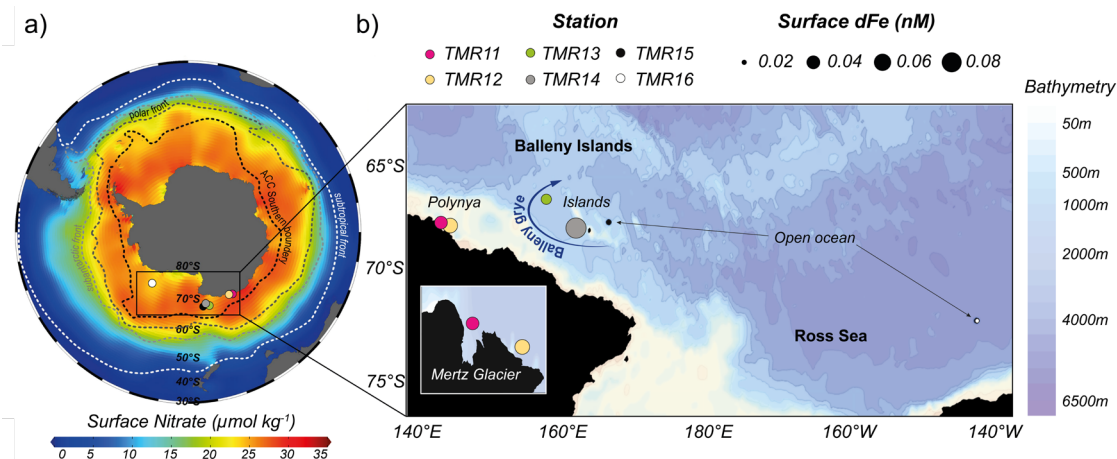 a)
polar front
ACC Southern boundery
subtropical front
subantarctic front
80°S
70°S
60°S
50°S
40°S
30°S
Surface Nitrate (μmol kg-1)
0 5 10 15 20 25 30 35
b)
Station
TMR11 TMR13 TMR15
TMR12 TMR14 TMR16
Surface dFe (nM)
0.02 0.04 0.06 0.08
Bathymetry
50m
500m
1000m
2000m
4000m
6500m
65°S
70°S
75°S
Balleny Islands
Polynya
Islands
Balleny grye
Open ocean
Ross Sea
Mertz Glacier
140°E 160°E 180°W 160°W 140°W